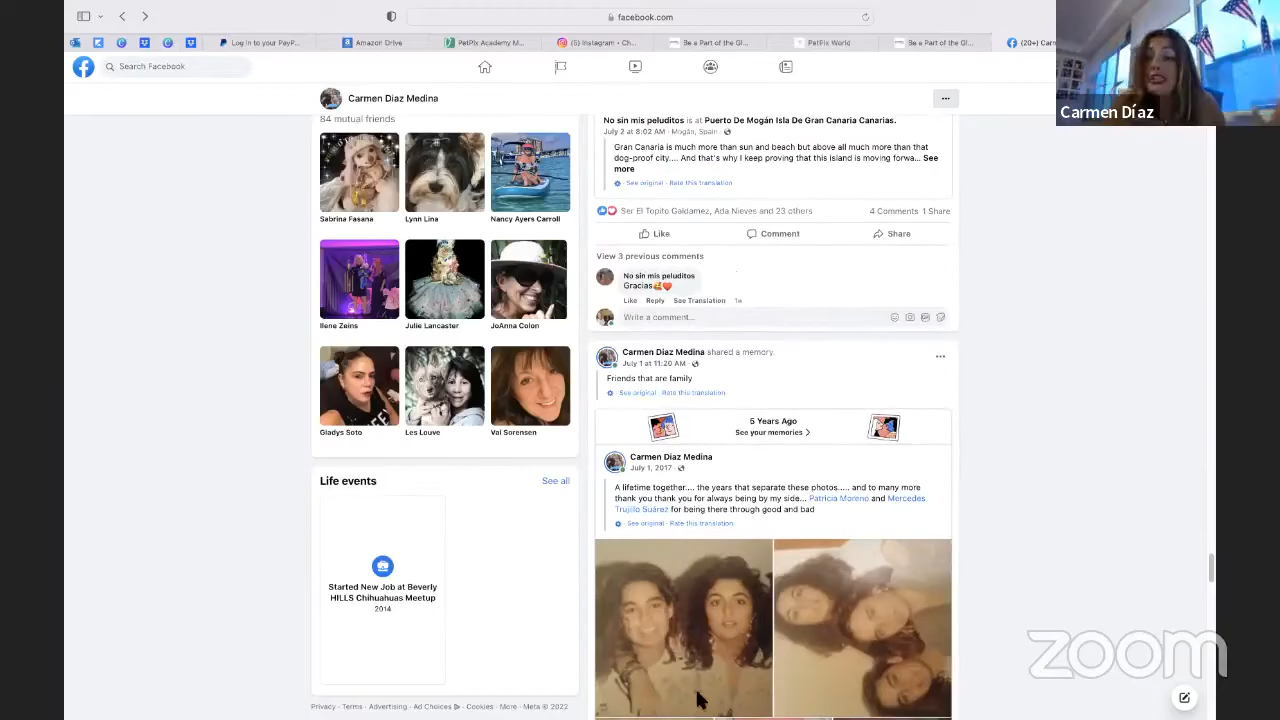 facebook.com
Log in to your PayP...
Amazon Drive
PetPix Academy M...
(5) Instagram • Ch...
Be a Part of the Gl...
PetPix World
Be a Part of the Gl...
(20+) Carn
Search Facebook
Carmen Díaz
Carmen Diaz Medina
84 mutual friends
Sabrina Fasana
Lynn Lina
Nancy Ayers Carroll
Ilene Zeins
Julie Lancaster
JoAnna Colon
Gladys Soto
Les Louve
Val Sorensen
Life events
See all
Started New Job at Beverly
HILLS Chihuahuas Meetup
2014
Privacy · Terms · Advertising · Ad Choices · Cookies · More · Meta © 2022
No sin mis peluditos is at Puerto De Mogán Isla De Gran Canaria Canarias.
July 2 at 8:02 AM · Mogán, Spain ·
Gran Canaria is much more than sun and beach but above all much more than that
dog-proof city.... And that's why I keep proving that this island is moving forwa... See
more
· See original · Rate this translation
Ser El Topito Galdamez, Ada Nieves and 23 others
4 Comments 1 Share
Like
Comment
Share
View 3 previous comments
No sin mis peluditos
Gracias
Like Reply See Translation 1w
Write a comment...
Carmen Diaz Medina shared a memory.
July 1 at 11:20 AM ·
Friends that are family
· See original · Rate this translation
5 Years Ago
See your memories
Carmen Diaz Medina
July 1, 2017 ·
A lifetime together.... the years that separate these photos..... and to many more
thank you thank you for always being by my side... Patricia Moreno and Mercedes
Trujillo Suárez for being there through good and bad
· See original · Rate this translation
zoom